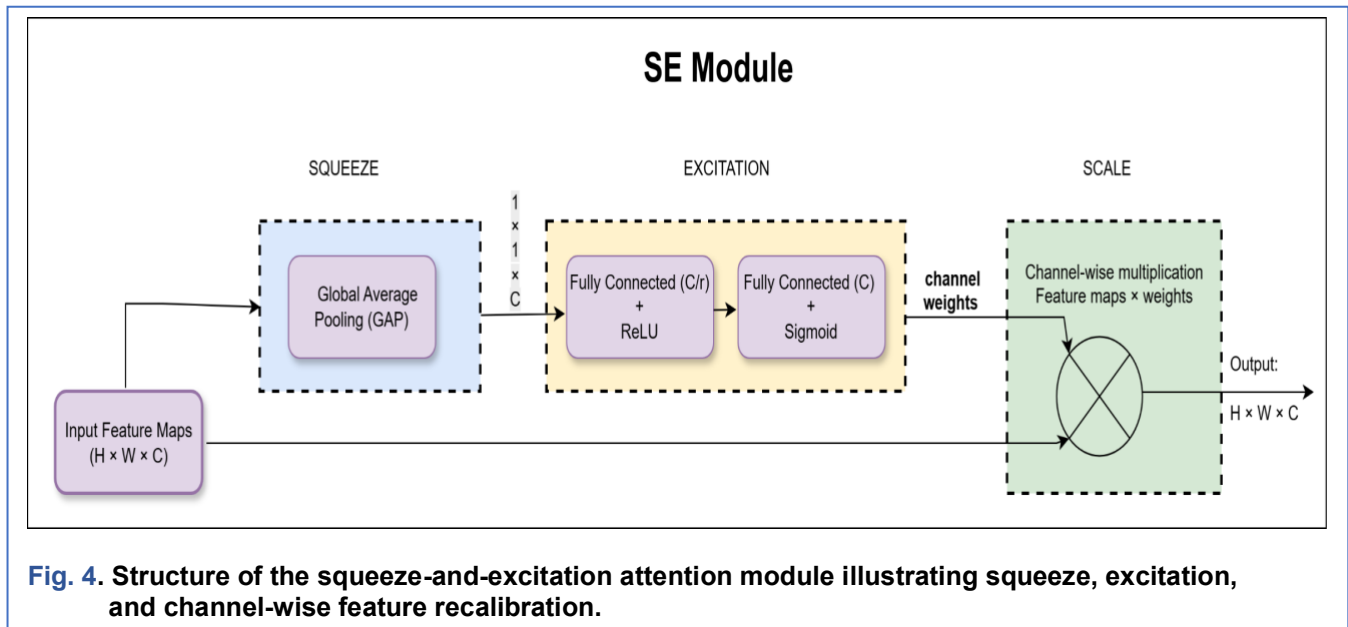 SE Module
SQUEEZE
EXCITATION
SCALE
Global Average
Pooling (GAP)
1
×
1
×
C
Fully Connected (C/r)
+
ReLU
Fully Connected (C)
+
Sigmoid
channel
weights
Channel-wise multiplication
Feature maps × weights
Input Feature Maps
(H × W × C)
Output:
H × W × C
Fig. 4. Structure of the squeeze-and-excitation attention module illustrating squeeze, excitation,
and channel-wise feature recalibration.